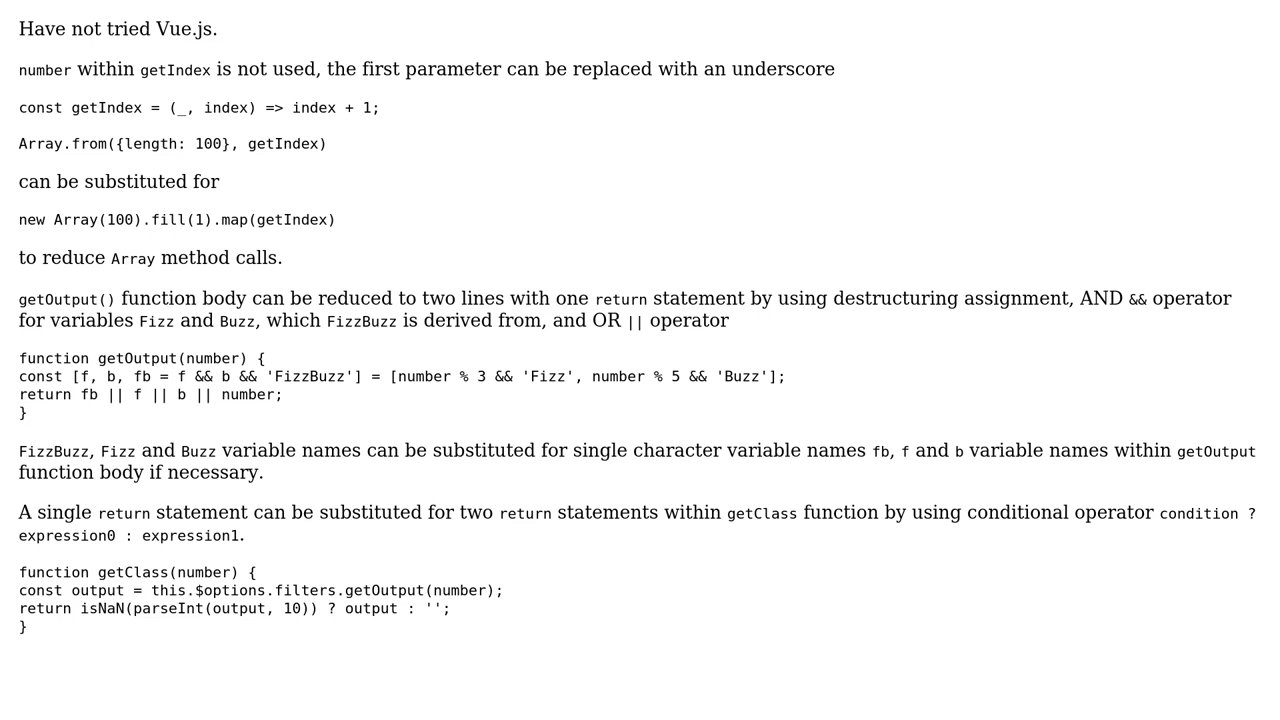 Have not tried Vue.js.
number within getIndex is not used, the first parameter can be replaced with an underscore
const getIndex = (_, index) => index + 1;
Array.from({length: 100}, getIndex)
can be substituted for
new Array(100).fill(1).map(getIndex)
to reduce Array method calls.
getOutput() function body can be reduced to two lines with one return statement by using destructuring assignment, AND && operator
for variables Fizz and Buzz, which FizzBuzz is derived from, and OR || operator
function getOutput(number) {
const [f, b, fb = f && b && 'FizzBuzz'] = [number % 3 && 'Fizz', number % 5 && 'Buzz'];
return fb || f || b || number;
}
FizzBuzz, Fizz and Buzz variable names can be substituted for single character variable names fb, f and b variable names within getOutput
function body if necessary.
A single return statement can be substituted for two return statements within getClass function by using conditional operator condition ?
expression0 : expression1.
function getClass(number) {
const output = this.$options.filters.getOutput(number);
return isNaN(parseInt(output, 10)) ? output : '';
}